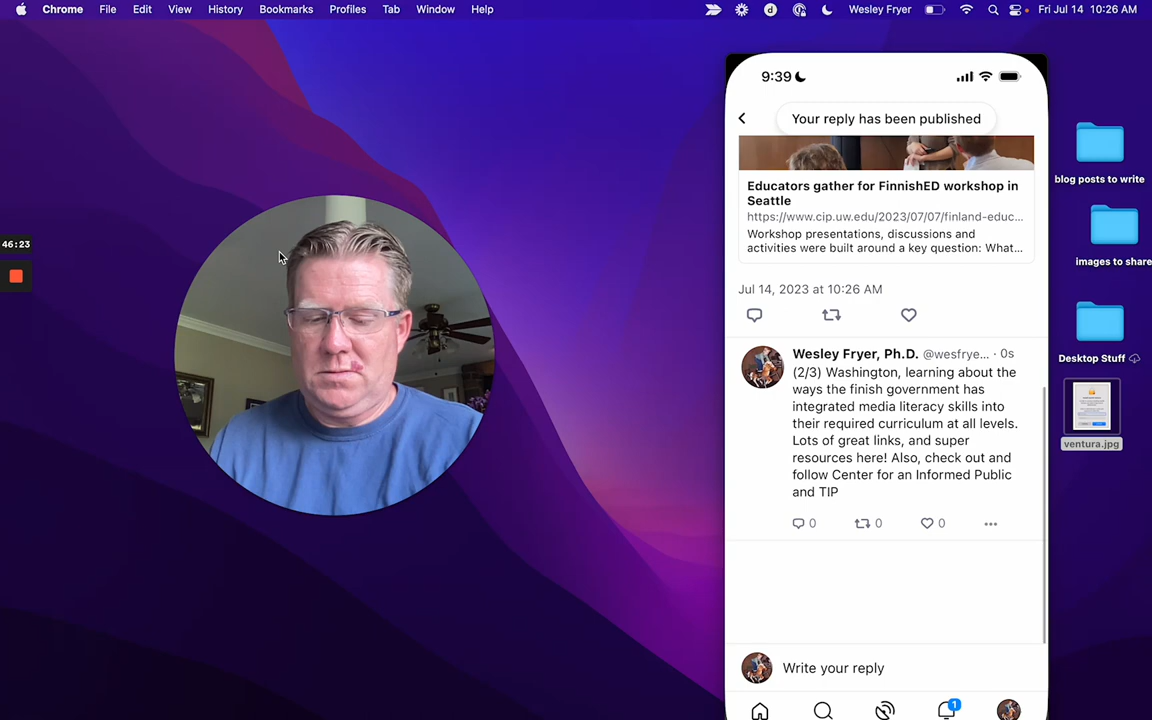 Chrome File Edit View History Bookmarks Profiles Tab Window Help
d Wesley Fryer Fri Jul 14 10:26 AM
46:23
9:39
Your reply has been published
Educators gather for FinnishED workshop in
Seattle
https://www.cip.uw.edu/2023/07/07/finland-educ...
Workshop presentations, discussions and
activities were built around a key question: What...
Jul 14, 2023 at 10:26 AM
Wesley Fryer, Ph.D. @wesfrye... · 0s
(2/3) Washington, learning about the
ways the finish government has
integrated media literacy skills into
their required curriculum at all levels.
Lots of great links, and super
resources here! Also, check out and
follow Center for an Informed Public
and TIP
0 0 0
Write your reply
1
blog posts to write
images to share
Desktop Stuff
ventura.jpg